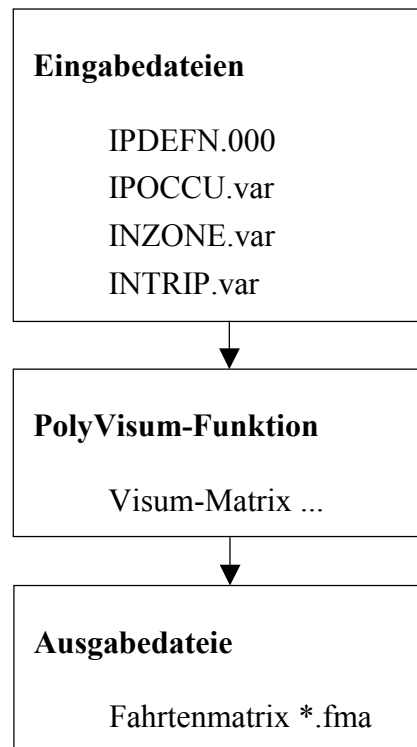 Eingabedateien
IPDEFN.000
IPOCCU.var
INZONE.var
INTRIP.var
PolyVisum-Funktion
Visum-Matrix ...
Ausgabedateie
Fahrtenmatrix *.fma